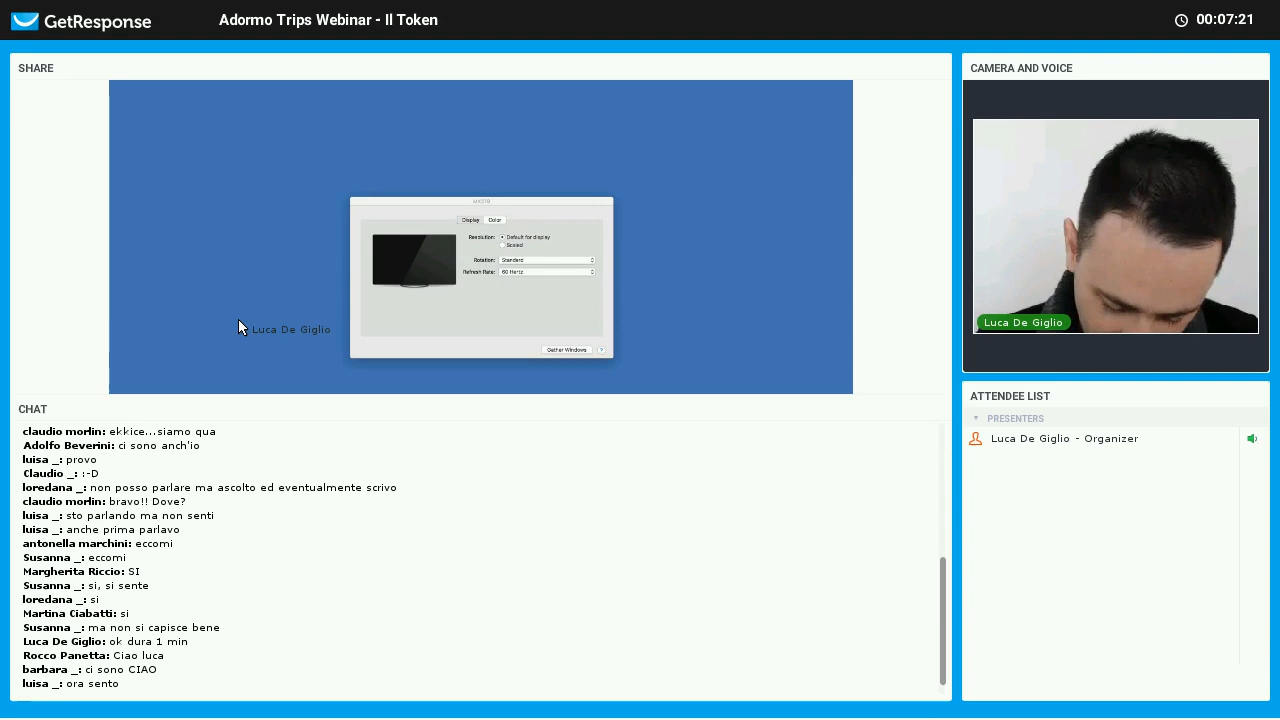 GetResponse
Adormo Trips Webinar - Il Token
00:07:21
SHARE
Display Color
Resolution: Default for display
Scaled
Rotation: Standard
Refresh Rate: 60 Hertz
Luca De Giglio
Gather Windows ?
CHAT
claudio morlin: ekkice...siamo qua
Adolfo Beverini: ci sono anch'io
luisa _: provo
Claudio _: :-D
loredana _: non posso parlare ma ascolto ed eventualmente scrivo
claudio morlin: bravo!! Dove?
luisa _: sto parlando ma non senti
luisa _: anche prima parlavo
antonella marchini: eccomi
Susanna _: eccomi
Margherita Riccio: SI
Susanna _: si, si sente
loredana _: si
Martina Ciabatti: si
Susanna _: ma non si capisce bene
Luca De Giglio: ok dura 1 min
Rocco Panetta: Ciao luca
barbara _: ci sono CIAO
luisa _: ora sento
CAMERA AND VOICE
Luca De Giglio
ATTENDEE LIST
PRESENTERS
Luca De Giglio - Organizer